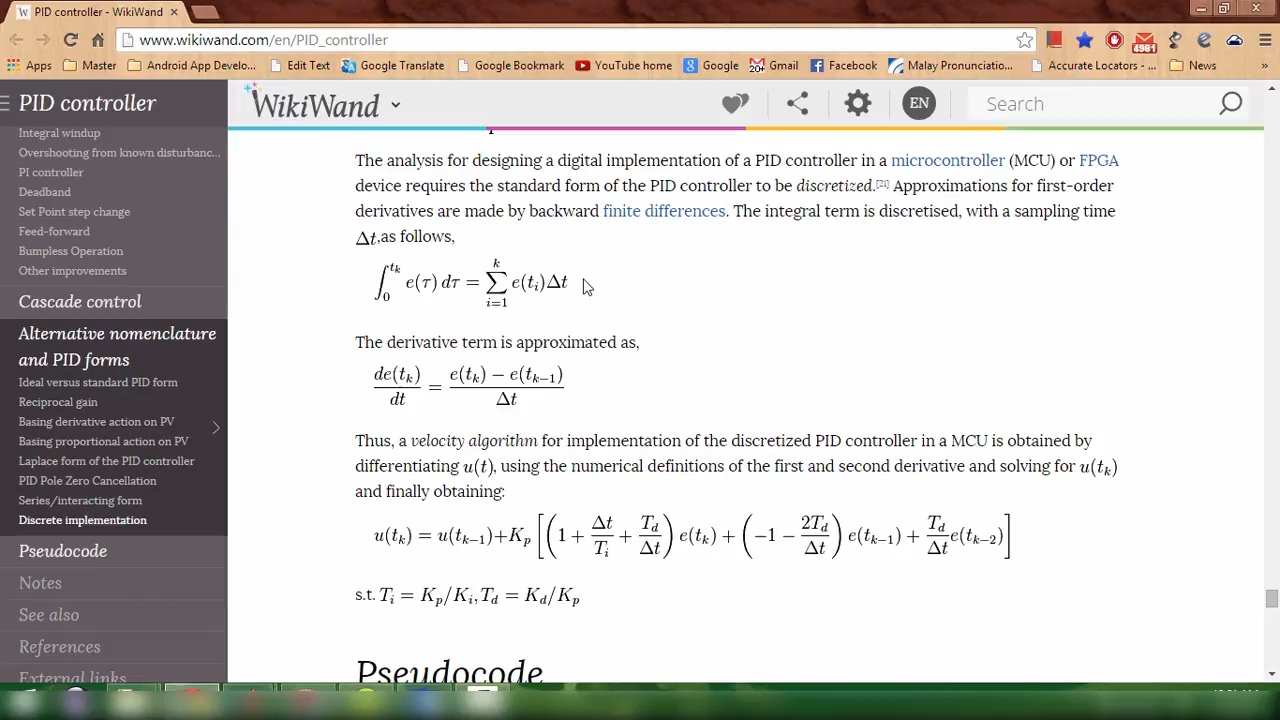 PID controller - WikiWand
www.wikiwand.com/en/PID_controller
4981
Apps Master Android App Develo... Edit Text Google Translate Google Bookmark YouTube home Google Gmail Facebook Malay Pronunciatio... Accurate Locators - ... News »
PID controller
WikiWand
EN
Search
Integral windup
Overshooting from known disturbanc...
PI controller
Deadband
Set Point step change
Feed-forward
Bumpless Operation
Other improvements
Cascade control
Alternative nomenclature
and PID forms
Ideal versus standard PID form
Reciprocal gain
Basing derivative action on PV
Basing proportional action on PV
Laplace form of the PID controller
PID Pole Zero Cancellation
Series/interacting form
Discrete implementation
Pseudocode
Notes
See also
References
External links
The analysis for designing a digital implementation of a PID controller in a microcontroller (MCU) or FPGA
device requires the standard form of the PID controller to be discretized.[21] Approximations for first-order
derivatives are made by backward finite differences. The integral term is discretised, with a sampling time
Δt,as follows,
∫₀^{t_k} e(τ) dτ = ∑_{i=1}^{k} e(t_i)Δt
The derivative term is approximated as,
de(t_k)/dt = (e(t_k) − e(t_{k−1}))/Δt
Thus, a velocity algorithm for implementation of the discretized PID controller in a MCU is obtained by
differentiating u(t), using the numerical definitions of the first and second derivative and solving for u(t_k)
and finally obtaining:
u(t_k) = u(t_{k−1})+K_p [(1 + Δt/T_i + T_d/Δt) e(t_k) + (−1 − 2T_d/Δt) e(t_{k−1}) + T_d/Δt e(t_{k−2})]
s.t. T_i = K_p/K_i, T_d = K_d/K_p
Pseudocode